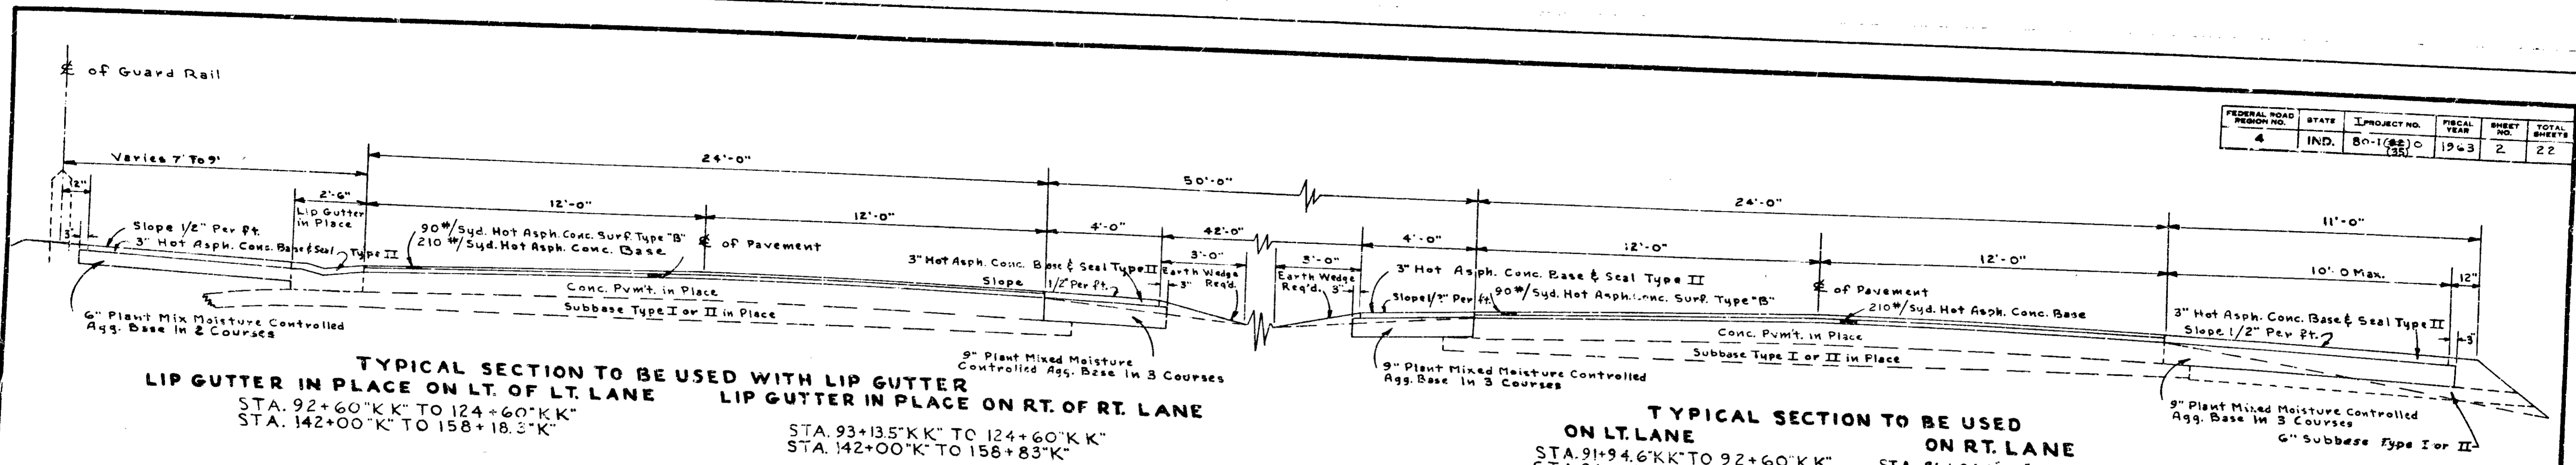 ℄ of Guard Rail
FEDERAL ROAD REGION NO.
STATE
I PROJECT NO.
FISCAL YEAR
SHEET NO.
TOTAL SHEETS
4
IND.
80-1( )0
(35)
1963
2
22
Varies 7' To 9'
24'-0"
50'-0"
24'-0"
11'-0"
12"
2'-6"
Lip Gutter
in Place
12'-0"
12'-0"
4'-0"
42'-0"
4'-0"
12'-0"
12'-0"
10'-0 Max.
12"
3"
Slope 1/2" Per ft.
3" Hot Asph. Conc. Base & Seal Type II
90#/Syd. Hot Asph. Conc. Surf. Type "B"
210 #/Syd. Hot Asph. Conc. Base
℄ of Pavement
3" Hot Asph. Conc. Base & Seal Type II
Slope 1/2" Per ft.
3'-0"
Earth Wedge
Req'd.
3"
3'-0"
Earth Wedge
Req'd.
3"
3" Hot Asph. Conc. Base & Seal Type II
Slope 1/2" Per ft.
90#/Syd. Hot Asph. Conc. Surf. Type "B"
℄ of Pavement
210#/Syd. Hot Asph. Conc. Base
3" Hot Asph. Conc. Base & Seal Type II
Slope 1/2" Per ft.
3"
Conc. Pvm't. in Place
Subbase Type I or II in Place
Conc. Pvm't. in Place
Subbase Type I or II in Place
6" Plant Mix Moisture Controlled
Agg. Base In 2 Courses
9" Plant Mixed Moisture
Controlled Agg. Base In 3 Courses
9" Plant Mixed Moisture Controlled
Agg. Base In 3 Courses
9" Plant Mixed Moisture Controlled
Agg. Base In 3 Courses
6" Subbase Type I or II
TYPICAL SECTION TO BE USED WITH LIP GUTTER
LIP GUTTER IN PLACE ON LT. OF LT. LANE
STA. 92+60"KK" TO 124+60"KK"
STA. 142+00"K" TO 158+18.3"K"
LIP GUTTER IN PLACE ON RT. OF RT. LANE
STA. 93+13.5"KK" TO 124+60"KK"
STA. 142+00"K" TO 158+83"K"
TYPICAL SECTION TO BE USED
ON LT. LANE
ON RT. LANE
STA. 91+94.6"KK" TO 92+60"KK"